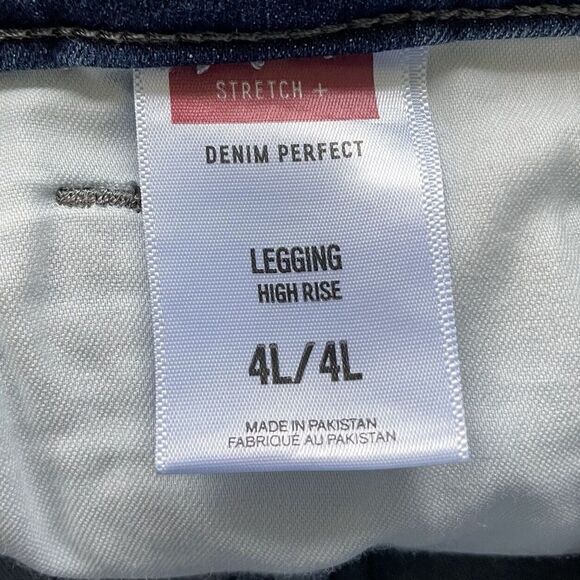 STRETCH +
DENIM PERFECT
LEGGING
HIGH RISE
4L/4L
MADE IN PAKISTAN
FABRIQUÉ AU PAKISTAN